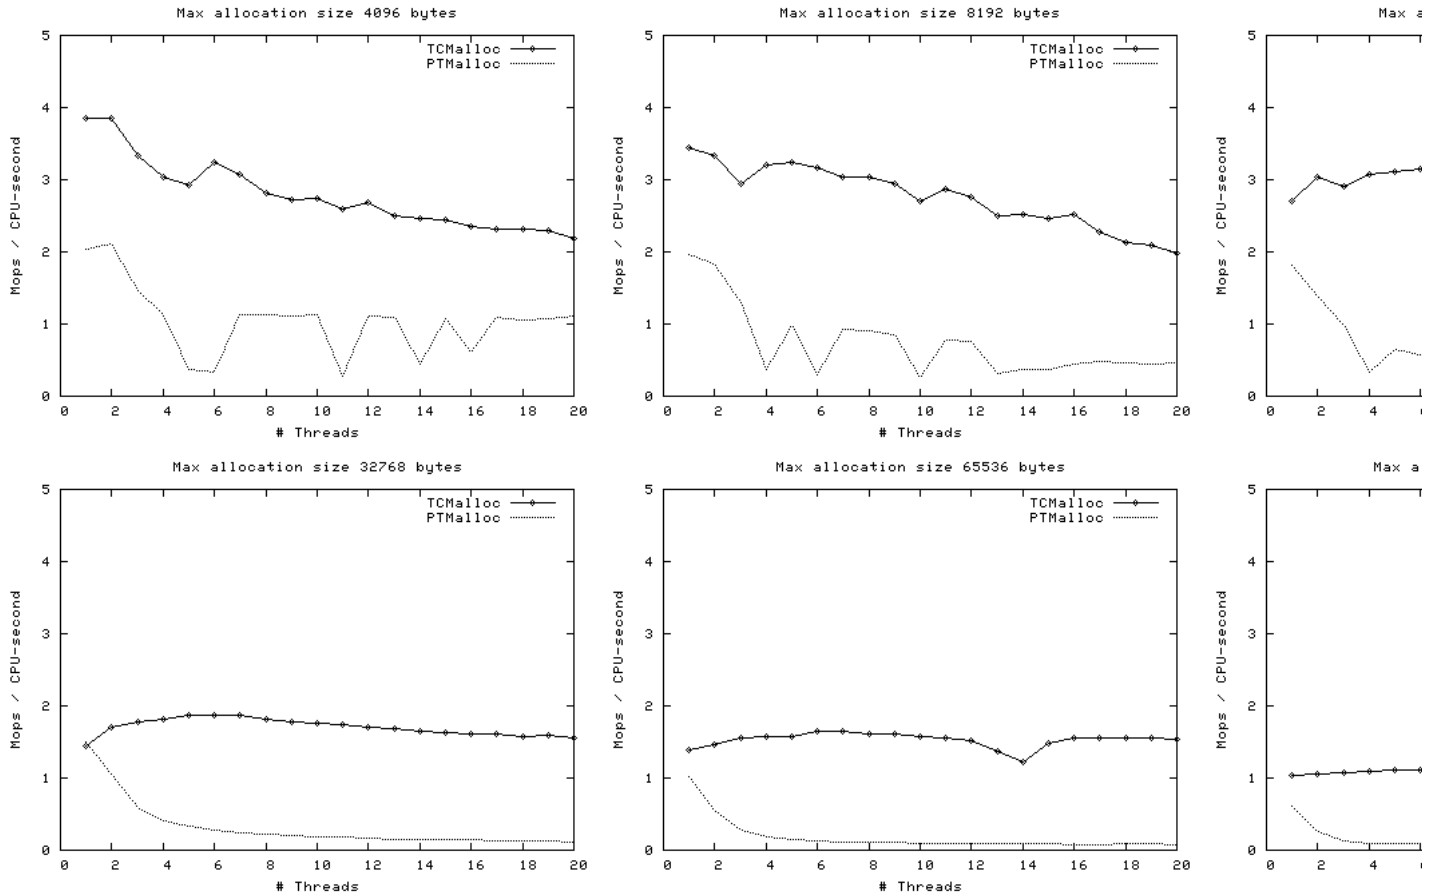 Max allocation size 4096 bytes
5
4
3
2
1
0
Mops / CPU-second
TCMalloc
PTMalloc
0 2 4 6 8 10 12 14 16 18 20
# Threads
Max allocation size 8192 bytes
5
4
3
2
1
0
Mops / CPU-second
TCMalloc
PTMalloc
0 2 4 6 8 10 12 14 16 18 20
# Threads
Max a
5
4
3
2
1
0
Mops / CPU-second
0 2 4
Max allocation size 32768 bytes
5
4
3
2
1
0
Mops / CPU-second
TCMalloc
PTMalloc
0 2 4 6 8 10 12 14 16 18 20
# Threads
Max allocation size 65536 bytes
5
4
3
2
1
0
Mops / CPU-second
TCMalloc
PTMalloc
0 2 4 6 8 10 12 14 16 18 20
# Threads
Max a
5
4
3
2
1
0
Mops / CPU-second
0 2 4